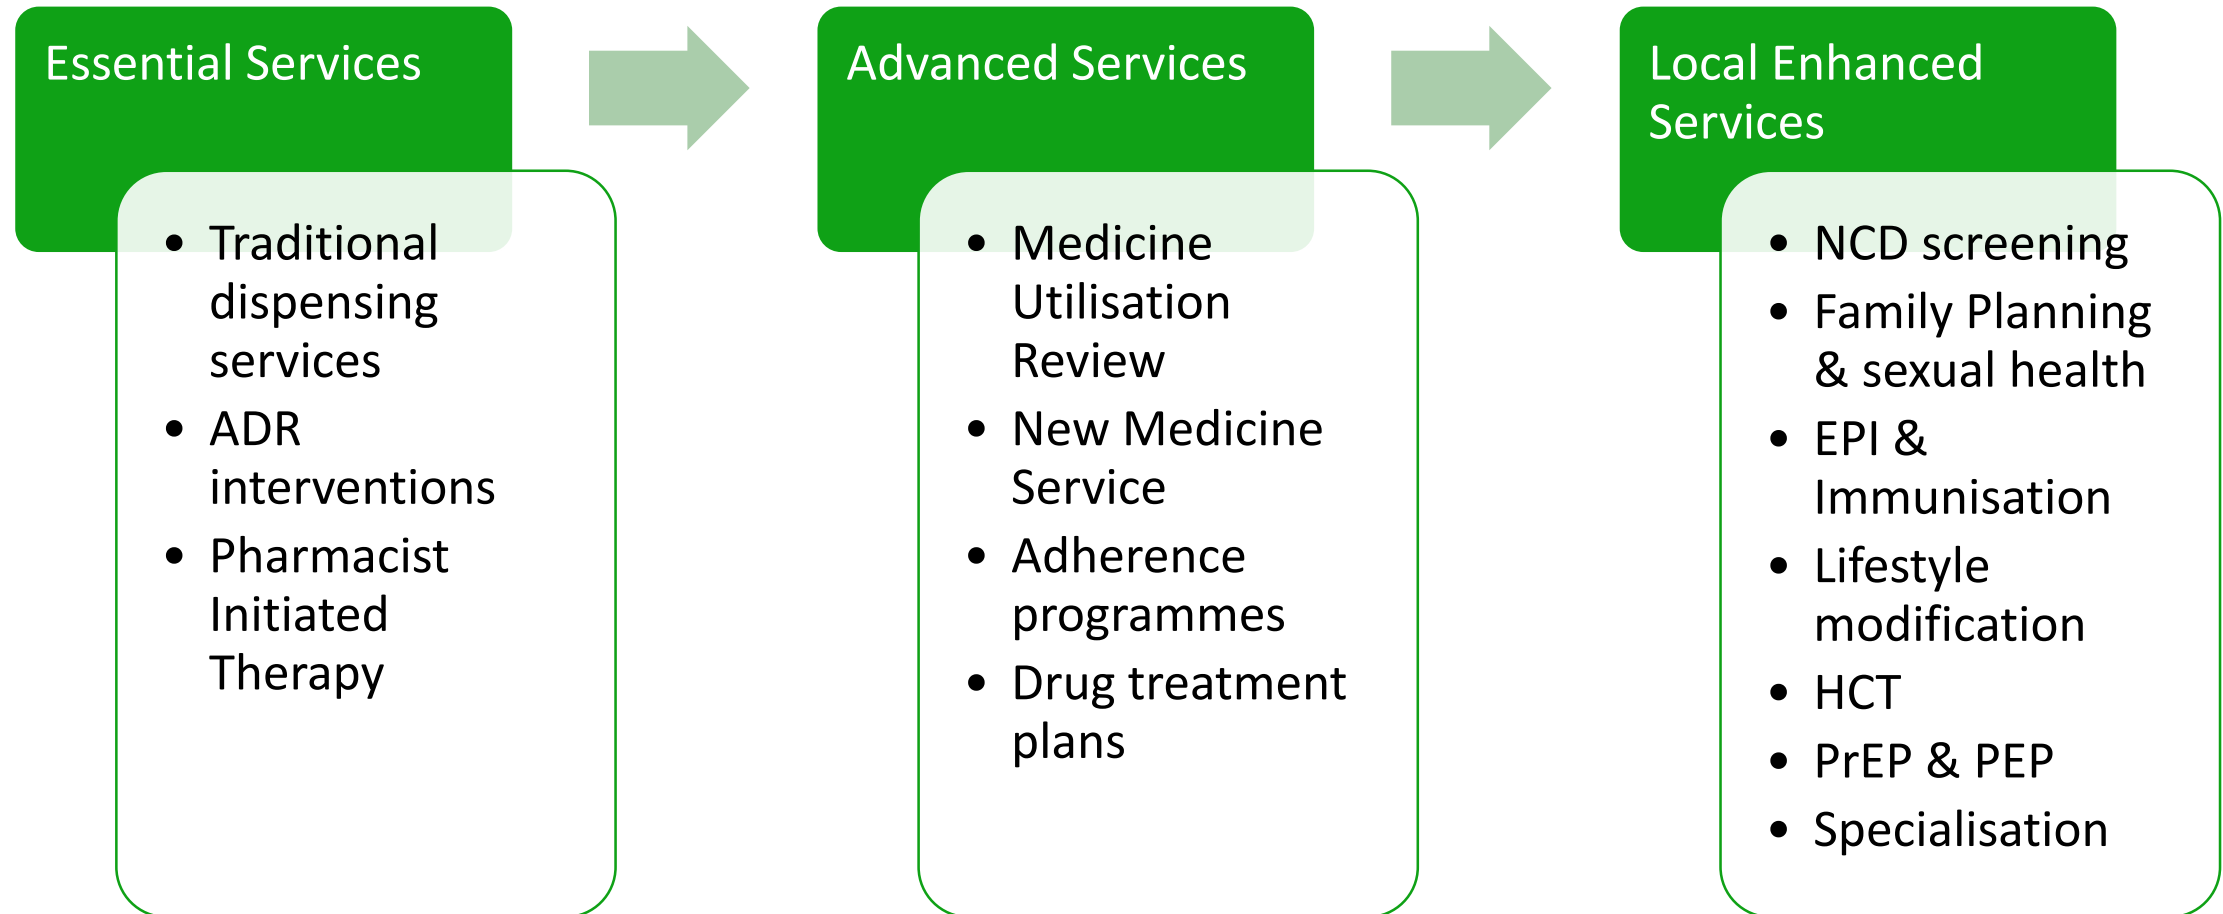 Essential Services
• Traditional
dispensing
services
• ADR
interventions
• Pharmacist
Initiated
Therapy
Advanced Services
• Medicine
Utilisation
Review
• New Medicine
Service
• Adherence
programmes
• Drug treatment
plans
Local Enhanced
Services
• NCD screening
• Family Planning
& sexual health
• EPI &
Immunisation
• Lifestyle
modification
• HCT
• PrEP & PEP
• Specialisation